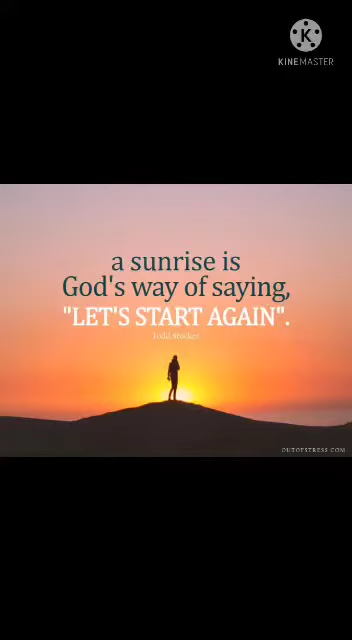 KINEMASTER
a sunrise is
God's way of saying,
"LET'S START AGAIN".
Todd Stocker
OUTOFSTRESS.COM